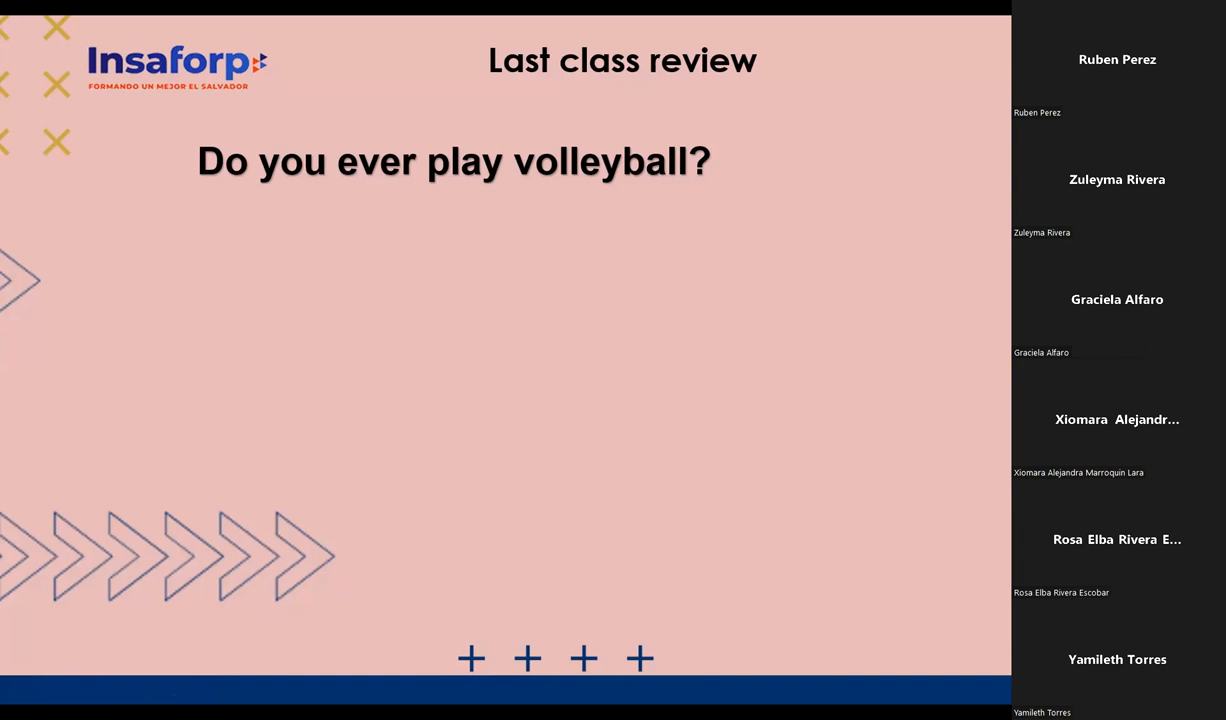 Insaforp
FORMANDO UN MEJOR EL SALVADOR
Last class review
Do you ever play volleyball?
Ruben Perez
Ruben Perez
Zuleyma Rivera
Zuleyma Rivera
Graciela Alfaro
Graciela Alfaro
Xiomara Alejandr...
Xiomara Alejandra Marroquin Lara
Rosa Elba Rivera E...
Rosa Elba Rivera Escobar
Yamileth Torres
Yamileth Torres